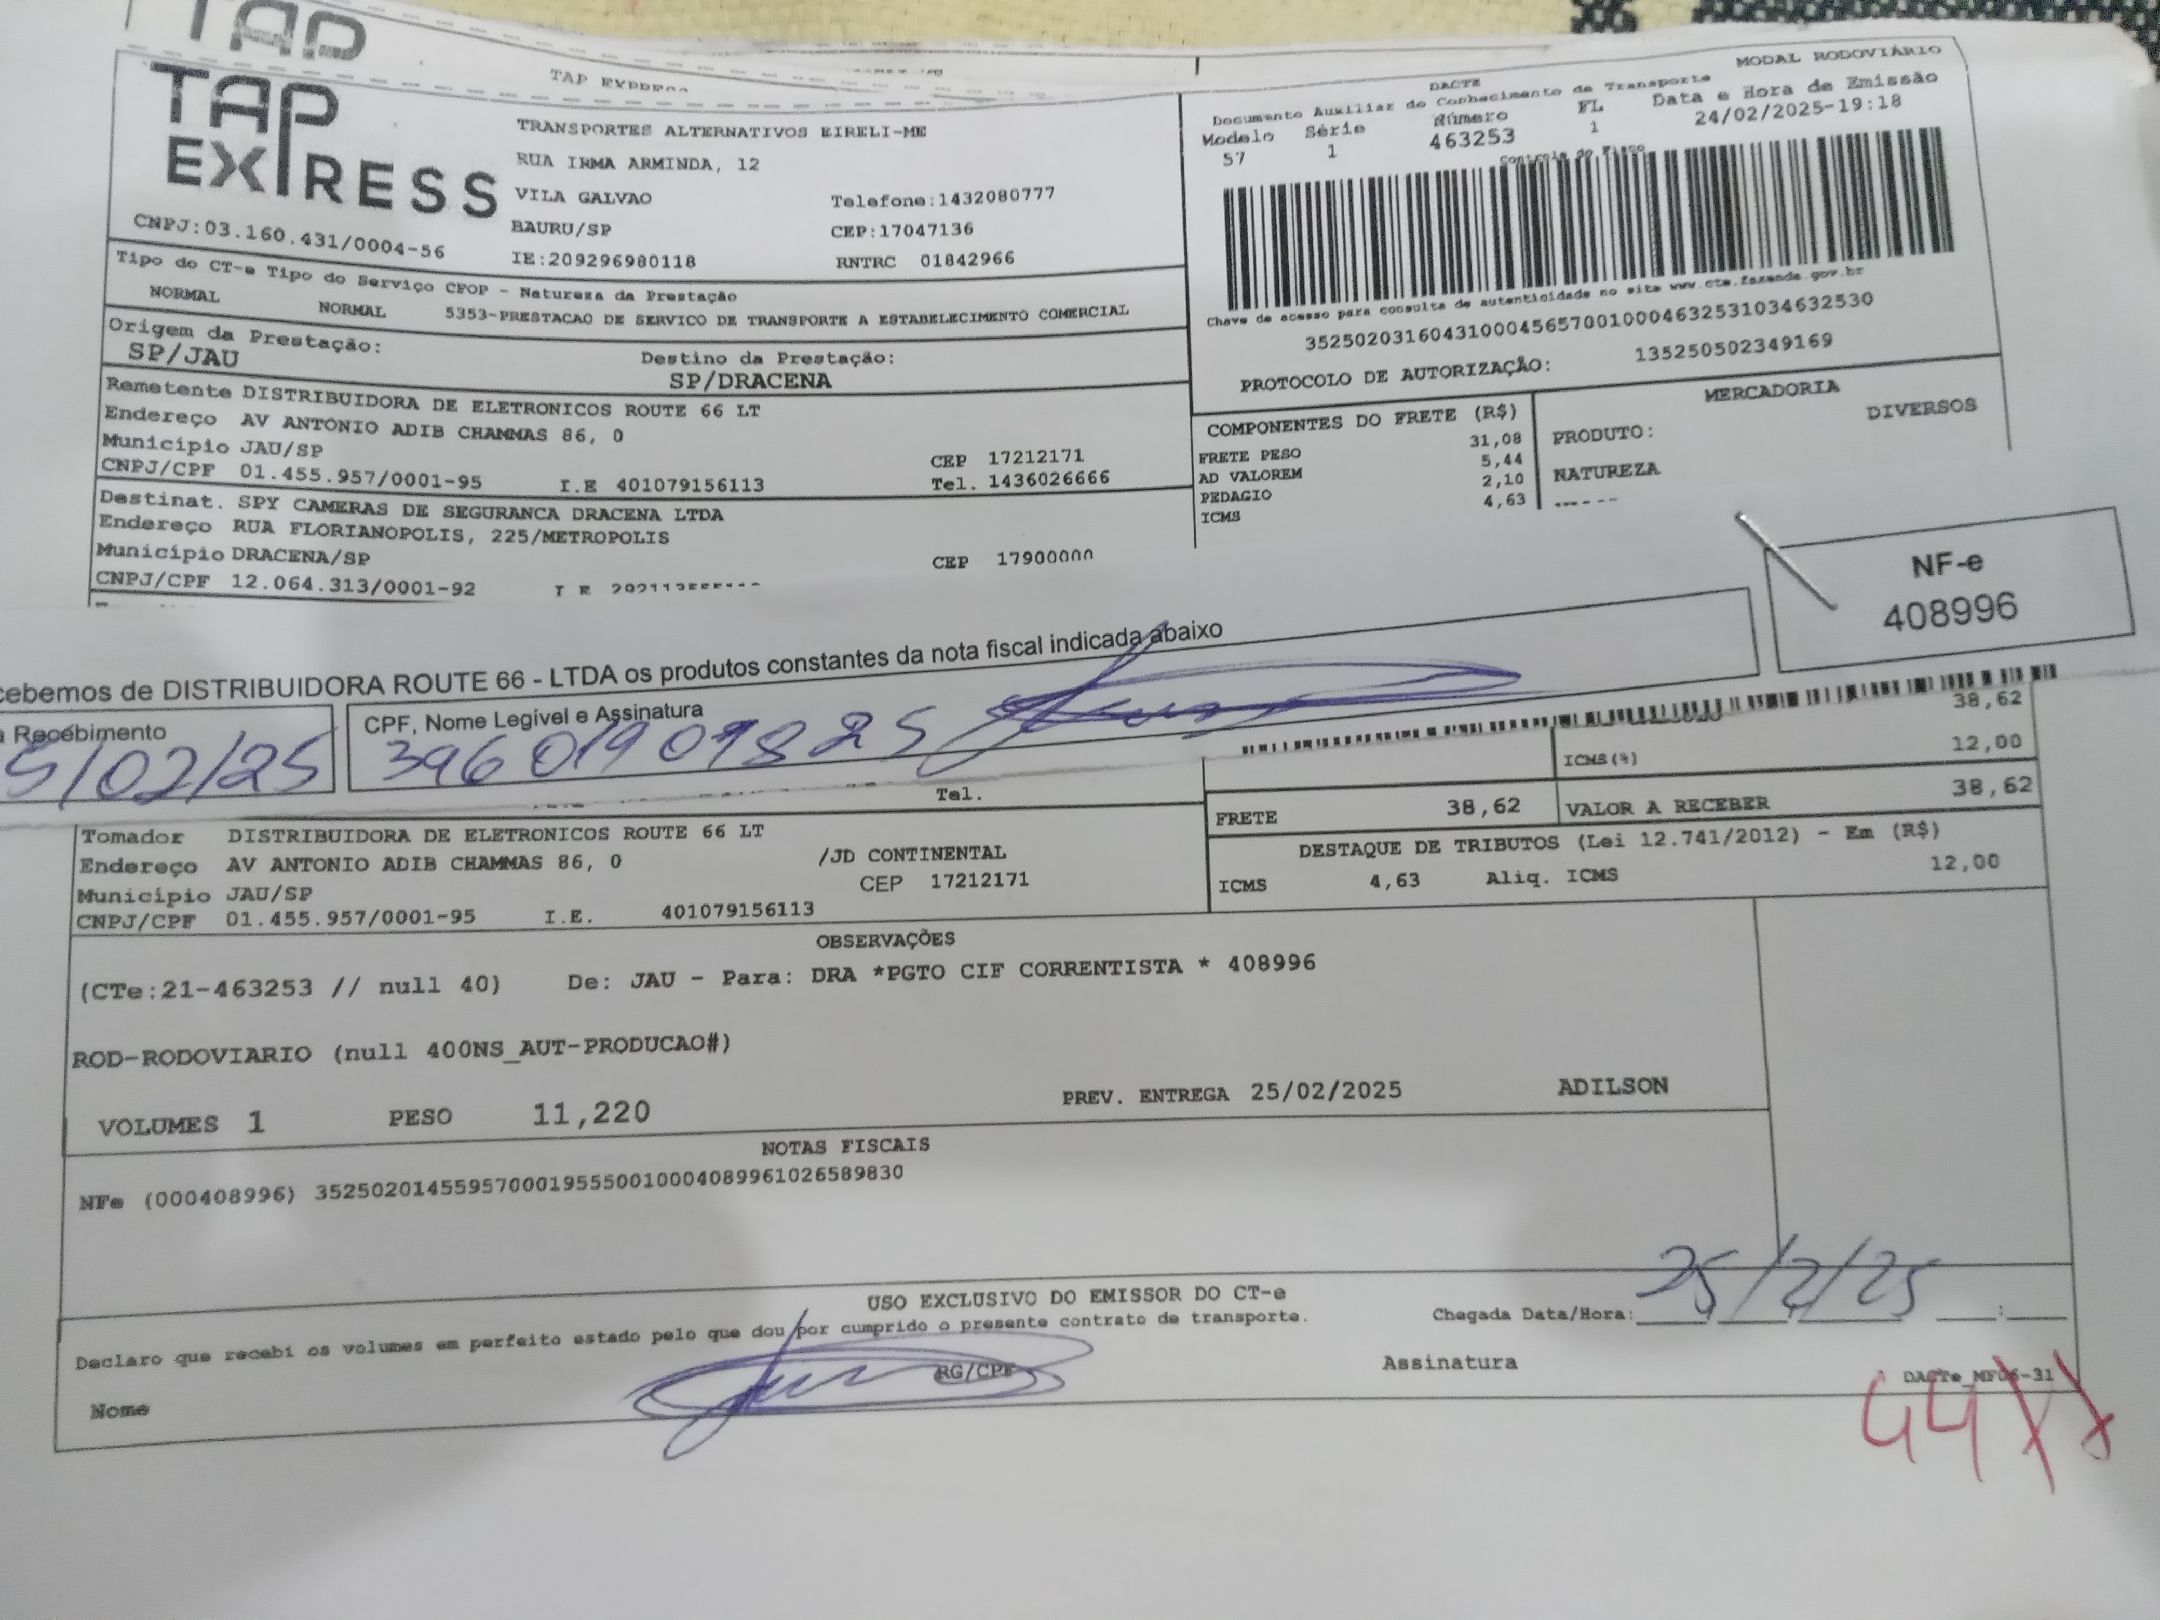 TAP
TAP EXPRESS
MODAL RODOVIÁRIO
TAP
EXPRESS
CNPJ:03.160.431/0004-56
TRANSPORTES ALTERNATIVOS EIRELI-ME
RUA IRMA ARMINDA, 12
VILA GALVAO Telefone:1432080777
BAURU/SP CEP:17047136
IE:209296980118 RNTRC 01842966
DACTE
Documento Auxiliar do Conhecimento de Transporte
Modelo Série Número FL Data e Hora de Emissão
57 1 463253 1 24/02/2025-19:18
Controle do Fisco
Chave de acesso para consulta de autenticidade no site www.cte.fazenda.gov.br
35250203160431000456570010004632531034632530
PROTOCOLO DE AUTORIZAÇÃO: 135250502349169
Tipo do CT-e Tipo do Serviço CFOP - Natureza da Prestação
NORMAL NORMAL 5353-PRESTACAO DE SERVICO DE TRANSPORTE A ESTABELECIMENTO COMERCIAL
Origem da Prestação: Destino da Prestação:
SP/JAU SP/DRACENA
Remetente DISTRIBUIDORA DE ELETRONICOS ROUTE 66 LT
Endereço AV ANTONIO ADIB CHAMMAS 86, 0
Município JAU/SP CEP 17212171
CNPJ/CPF 01.455.957/0001-95 I.E 401079156113 Tel. 1436026666
Destinat. SPY CAMERAS DE SEGURANCA DRACENA LTDA
Endereço RUA FLORIANOPOLIS, 225/METROPOLIS
Município DRACENA/SP CEP 17900000
CNPJ/CPF 12.064.313/0001-92 I E
COMPONENTES DO FRETE (R$)
FRETE PESO 31,08
AD VALOREM 5,44
PEDAGIO 2,10
ICMS 4,63
MERCADORIA
PRODUTO: DIVERSOS
NATUREZA
NF-e
408996
cebemos de DISTRIBUIDORA ROUTE 66 - LTDA os produtos constantes da nota fiscal indicada abaixo
a Recebimento
5/02/25
CPF, Nome Legível e Assinatura
39601909825
38,62
ICMS(%) 12,00
FRETE 38,62 VALOR A RECEBER 38,62
DESTAQUE DE TRIBUTOS (Lei 12.741/2012) - Em (R$)
ICMS 4,63 Aliq. ICMS 12,00
Tel.
Tomador DISTRIBUIDORA DE ELETRONICOS ROUTE 66 LT
Endereço AV ANTONIO ADIB CHAMMAS 86, 0 /JD CONTINENTAL
Município JAU/SP CEP 17212171
CNPJ/CPF 01.455.957/0001-95 I.E. 401079156113
OBSERVAÇÕES
(CTe:21-463253 // null 40) De: JAU - Para: DRA *PGTO CIF CORRENTISTA * 408996
ROD-RODOVIARIO (null 400NS_AUT-PRODUCAO#)
VOLUMES 1 PESO 11,220 PREV. ENTREGA 25/02/2025 ADILSON
NOTAS FISCAIS
NFe (000408996) 35250201455957000195550010004089961026589830
USO EXCLUSIVO DO EMISSOR DO CT-e
Declaro que recebi os volumes em perfeito estado pelo que dou por cumprido o presente contrato de transporte.
Chegada Data/Hora: 25/2/25 :
Nome RG/CPF Assinatura
DACTe_MF06-31